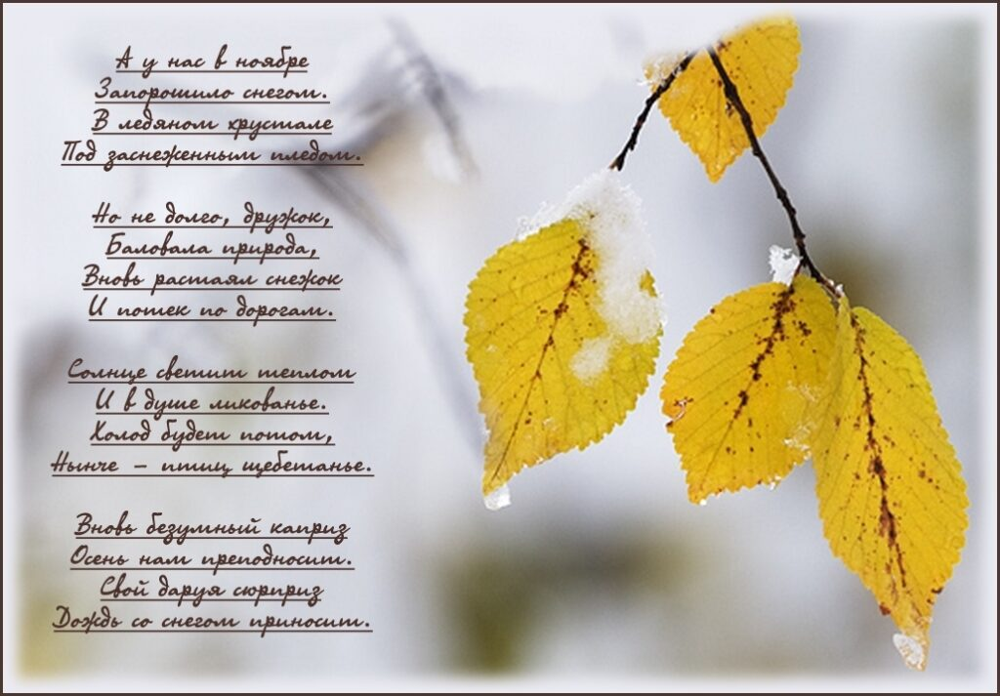 А у нас в ноябре
Запорошило снегом.
В ледяном хрустале
Под заснеженным пледом.
Но не долго, дружок,
Баловала природа,
Вновь растаял снежок
И потек по дорогам.
Солнце светит теплом
И в душе ликованье.
Холод будет потом,
Нынче – птиц щебетанье.
Вновь безумный каприз
Осень нам преподносит.
Свой даруя сюрприз
Дождь со снегом приносит.